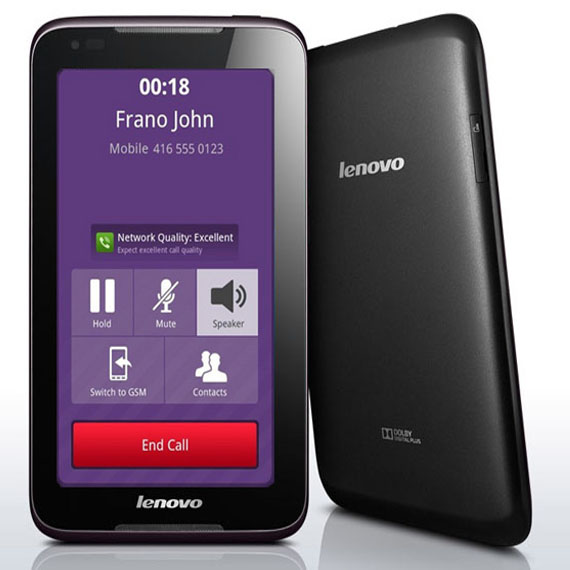 00:18
Frano John
Mobile 416 555 0123
Network Quality: Excellent
Expect excellent call quality
Hold
Mute
Speaker
Switch to GSM
Contacts
End Call
lenovo
lenovo
DOLBY
DIGITAL PLUS